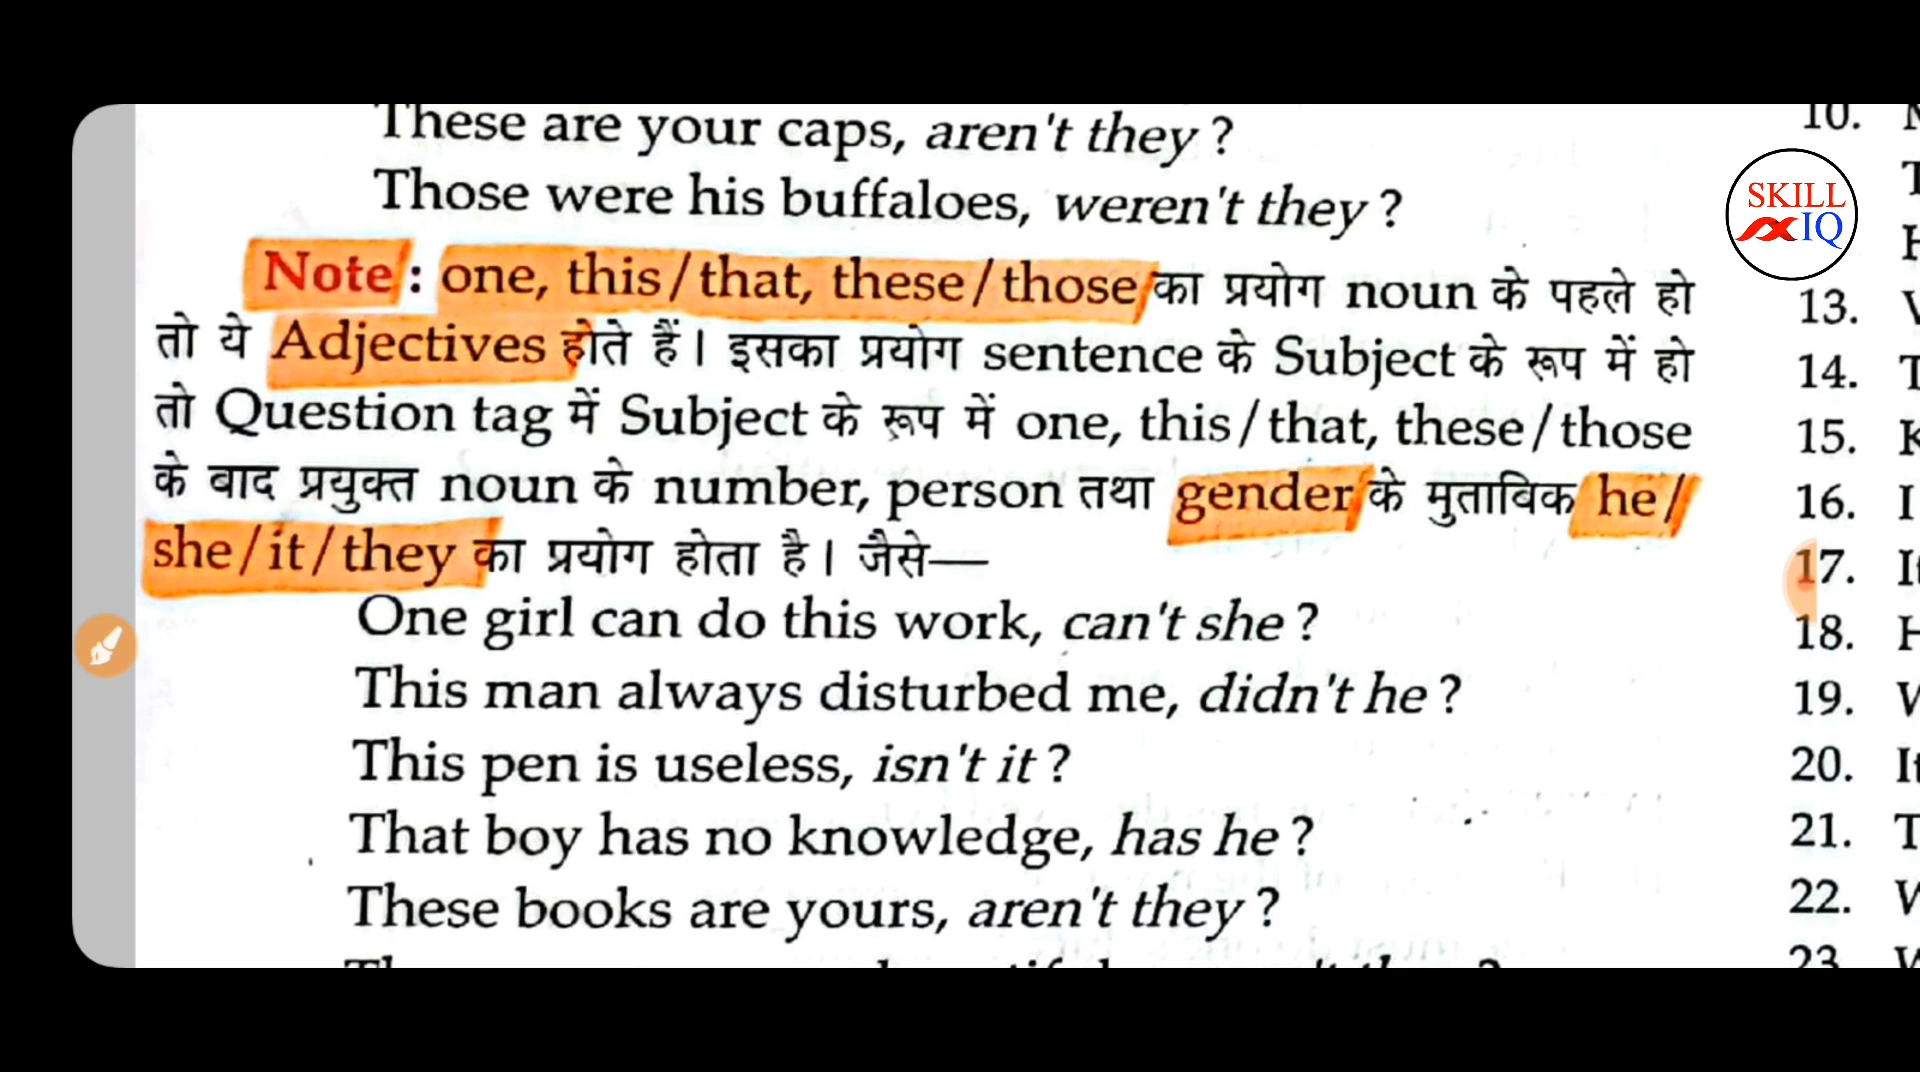 These are your caps, aren't they ?
Those were his buffaloes, weren't they ?
Note : one, this/that, these/those का प्रयोग noun के पहले हो
तो ये Adjectives होते हैं। इसका प्रयोग sentence के Subject के रूप में हो
तो Question tag में Subject के रूप में one, this/that, these/those
के बाद प्रयुक्त noun के number, person तथा gender के मुताबिक he/
she/it/they का प्रयोग होता है। जैसे—
One girl can do this work, can't she ?
This man always disturbed me, didn't he ?
This pen is useless, isn't it ?
That boy has no knowledge, has he ?
These books are yours, aren't they ?
SKILL
IQ
10.
13.
14.
15.
16. I
17.
18.
19.
20.
21.
22.
23